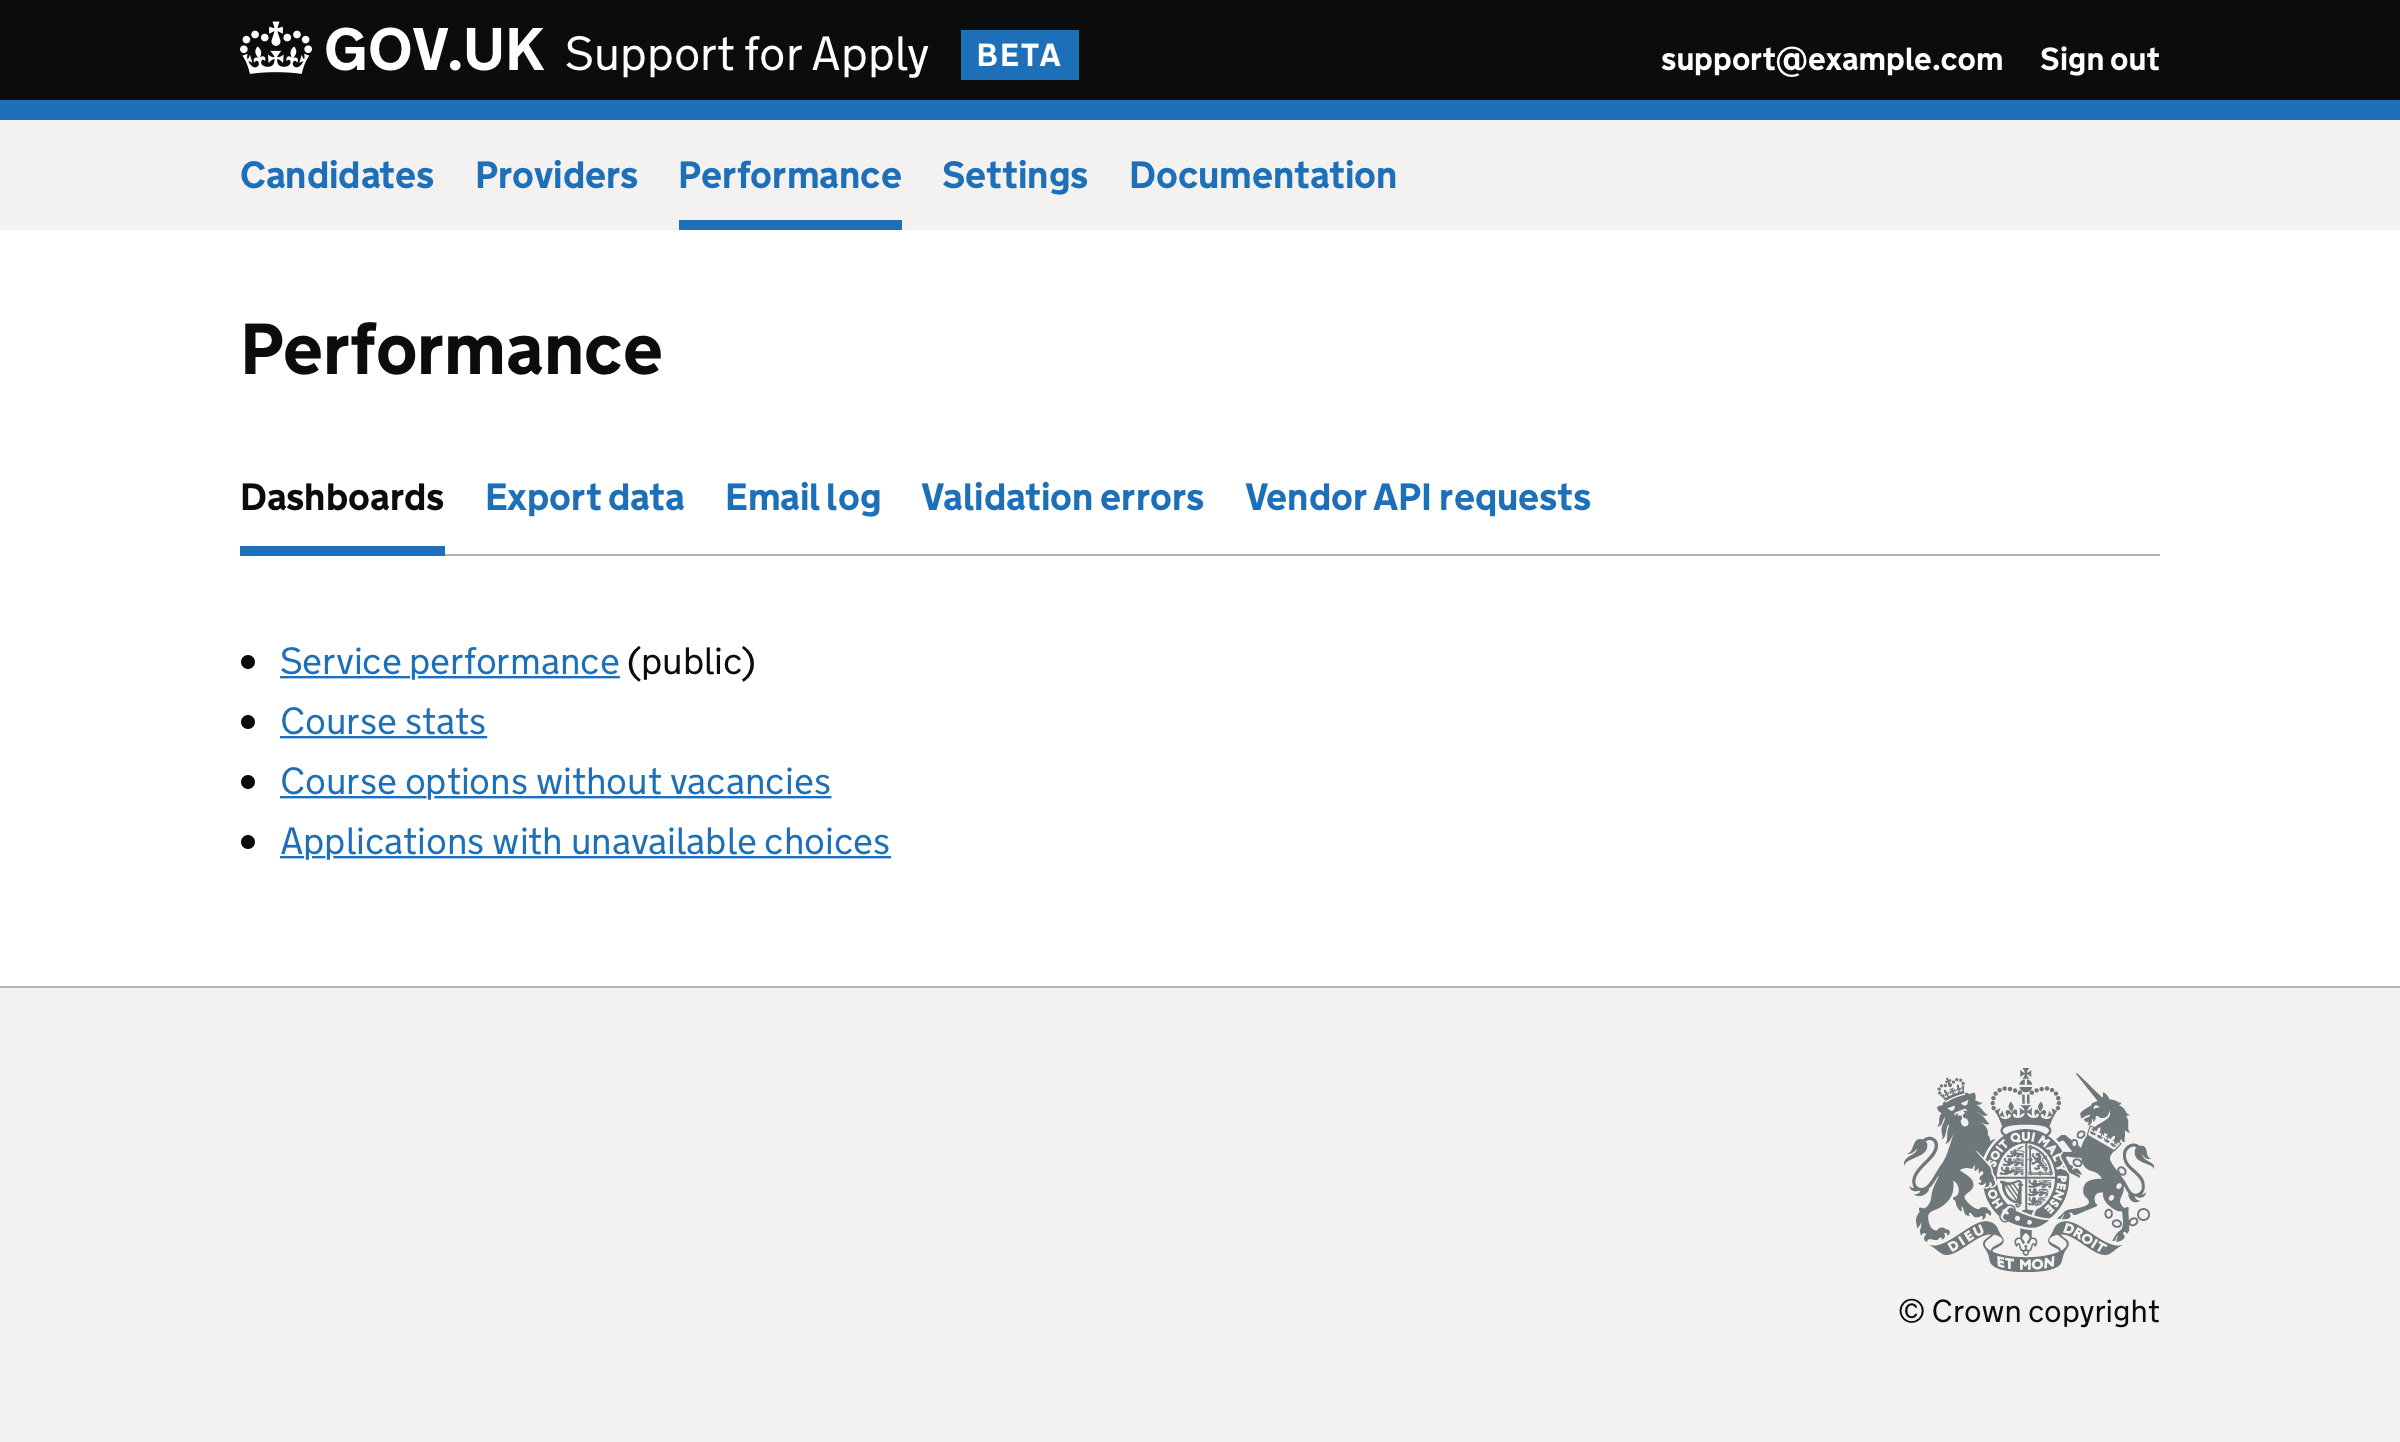 GOV.UK Support for Apply BETA support@example.com Sign out
Candidates Providers Performance Settings Documentation
Performance
Dashboards Export data Email log Validation errors Vendor API requests
Service performance (public)
Course stats
Course options without vacancies
Applications with unavailable choices
SOIT QUI MAL PENSE
DIEU ET MON DROIT
© Crown copyright